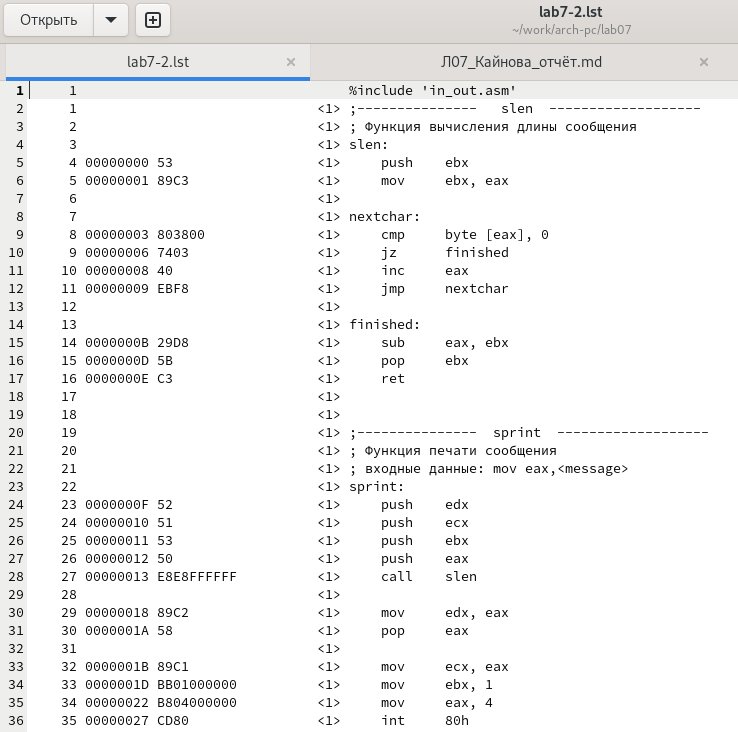 Открыть
lab7-2.lst
~/work/arch-pc/lab07
lab7-2.lst × Л07_Кайнова_отчёт.md ×
1 1 %include 'in_out.asm'
2 1 <1> ;--------------- slen -------------------
3 2 <1> ; Функция вычисления длины сообщения
4 3 <1> slen:
5 4 00000000 53 <1> push ebx
6 5 00000001 89C3 <1> mov ebx, eax
7 6 <1>
8 7 <1> nextchar:
9 8 00000003 803800 <1> cmp byte [eax], 0
10 9 00000006 7403 <1> jz finished
11 10 00000008 40 <1> inc eax
12 11 00000009 EBF8 <1> jmp nextchar
13 12 <1>
14 13 <1> finished:
15 14 0000000B 29D8 <1> sub eax, ebx
16 15 0000000D 5B <1> pop ebx
17 16 0000000E C3 <1> ret
18 17 <1>
19 18 <1>
20 19 <1> ;--------------- sprint -------------------
21 20 <1> ; Функция печати сообщения
22 21 <1> ; входные данные: mov eax,<message>
23 22 <1> sprint:
24 23 0000000F 52 <1> push edx
25 24 00000010 51 <1> push ecx
26 25 00000011 53 <1> push ebx
27 26 00000012 50 <1> push eax
28 27 00000013 E8E8FFFFFF <1> call slen
29 28 <1>
30 29 00000018 89C2 <1> mov edx, eax
31 30 0000001A 58 <1> pop eax
32 31 <1>
33 32 0000001B 89C1 <1> mov ecx, eax
34 33 0000001D BB01000000 <1> mov ebx, 1
35 34 00000022 B804000000 <1> mov eax, 4
36 35 00000027 CD80 <1> int 80h